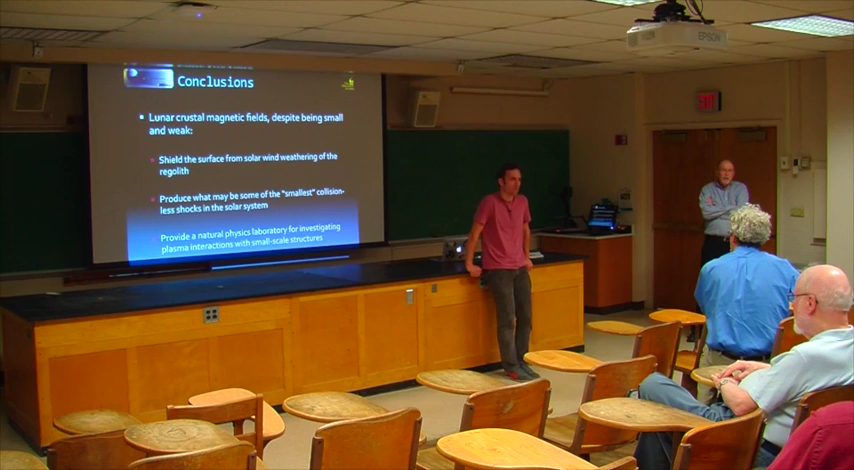 Conclusions
Lunar crustal magnetic fields, despite being small
and weak:
Shield the surface from solar wind weathering of the
regolith
Produce what may be some of the "smallest" collision-
less shocks in the solar system
Provide a natural physics laboratory for investigating
plasma interactions with small-scale structures
EPSON
EXIT